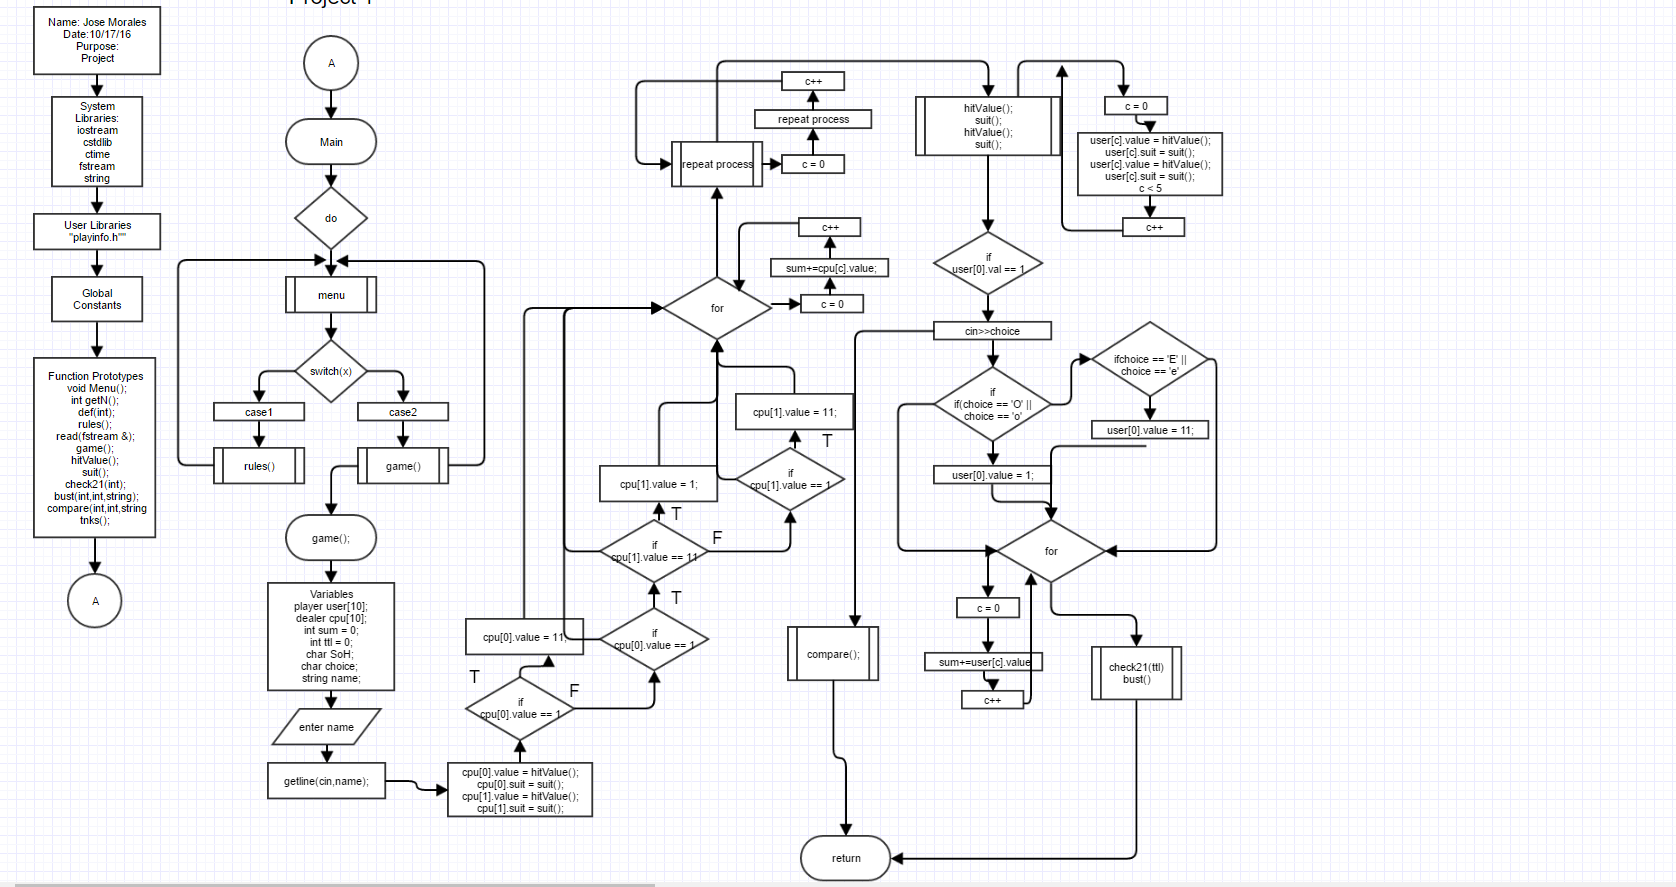 Project 1
Name: Jose Morales
Date:10/17/16
Purpose:
Project
System
Libraries:
iostream
cstdlib
ctime
fstream
string
User Libraries
"playinfo.h""
Global
Constants
Function Prototypes
void Menu();
int getN();
def(int);
rules();
read(fstream &);
game();
hitValue();
suit();
check21(int);
bust(int,int,string);
compare(int,int,string
tnks();
A
A
Main
do
menu
switch(x)
case1
case2
rules()
game()
game();
Variables
player user[10];
dealer cpu[10];
int sum = 0;
int ttl = 0;
char SoH;
char choice;
string name;
enter name
getline(cin,name);
cpu[0].value = hitValue();
cpu[0].suit = suit();
cpu[1].value = hitValue();
cpu[1].suit = suit();
if
cpu[0].value == 1
T
F
cpu[0].value = 11;
if
cpu[0].value == 1
T
if
cpu[1].value == 11
T
F
cpu[1].value = 1;
if
cpu[1].value == 1
T
cpu[1].value = 11;
for
c = 0
sum+=cpu[c].value;
c++
repeat process
c = 0
repeat process
c++
hitValue();
suit();
hitValue();
suit();
c = 0
user[c].value = hitValue();
user[c].suit = suit();
user[c].value = hitValue();
user[c].suit = suit();
c < 5
c++
if
user[0].val == 1
cin>>choice
if
if(choice == 'O' ||
choice == 'o'
ifchoice == 'E' ||
choice == 'e'
user[0].value = 11;
user[0].value = 1;
for
c = 0
sum+=user[c].value
c++
compare();
check21(ttl)
bust()
return